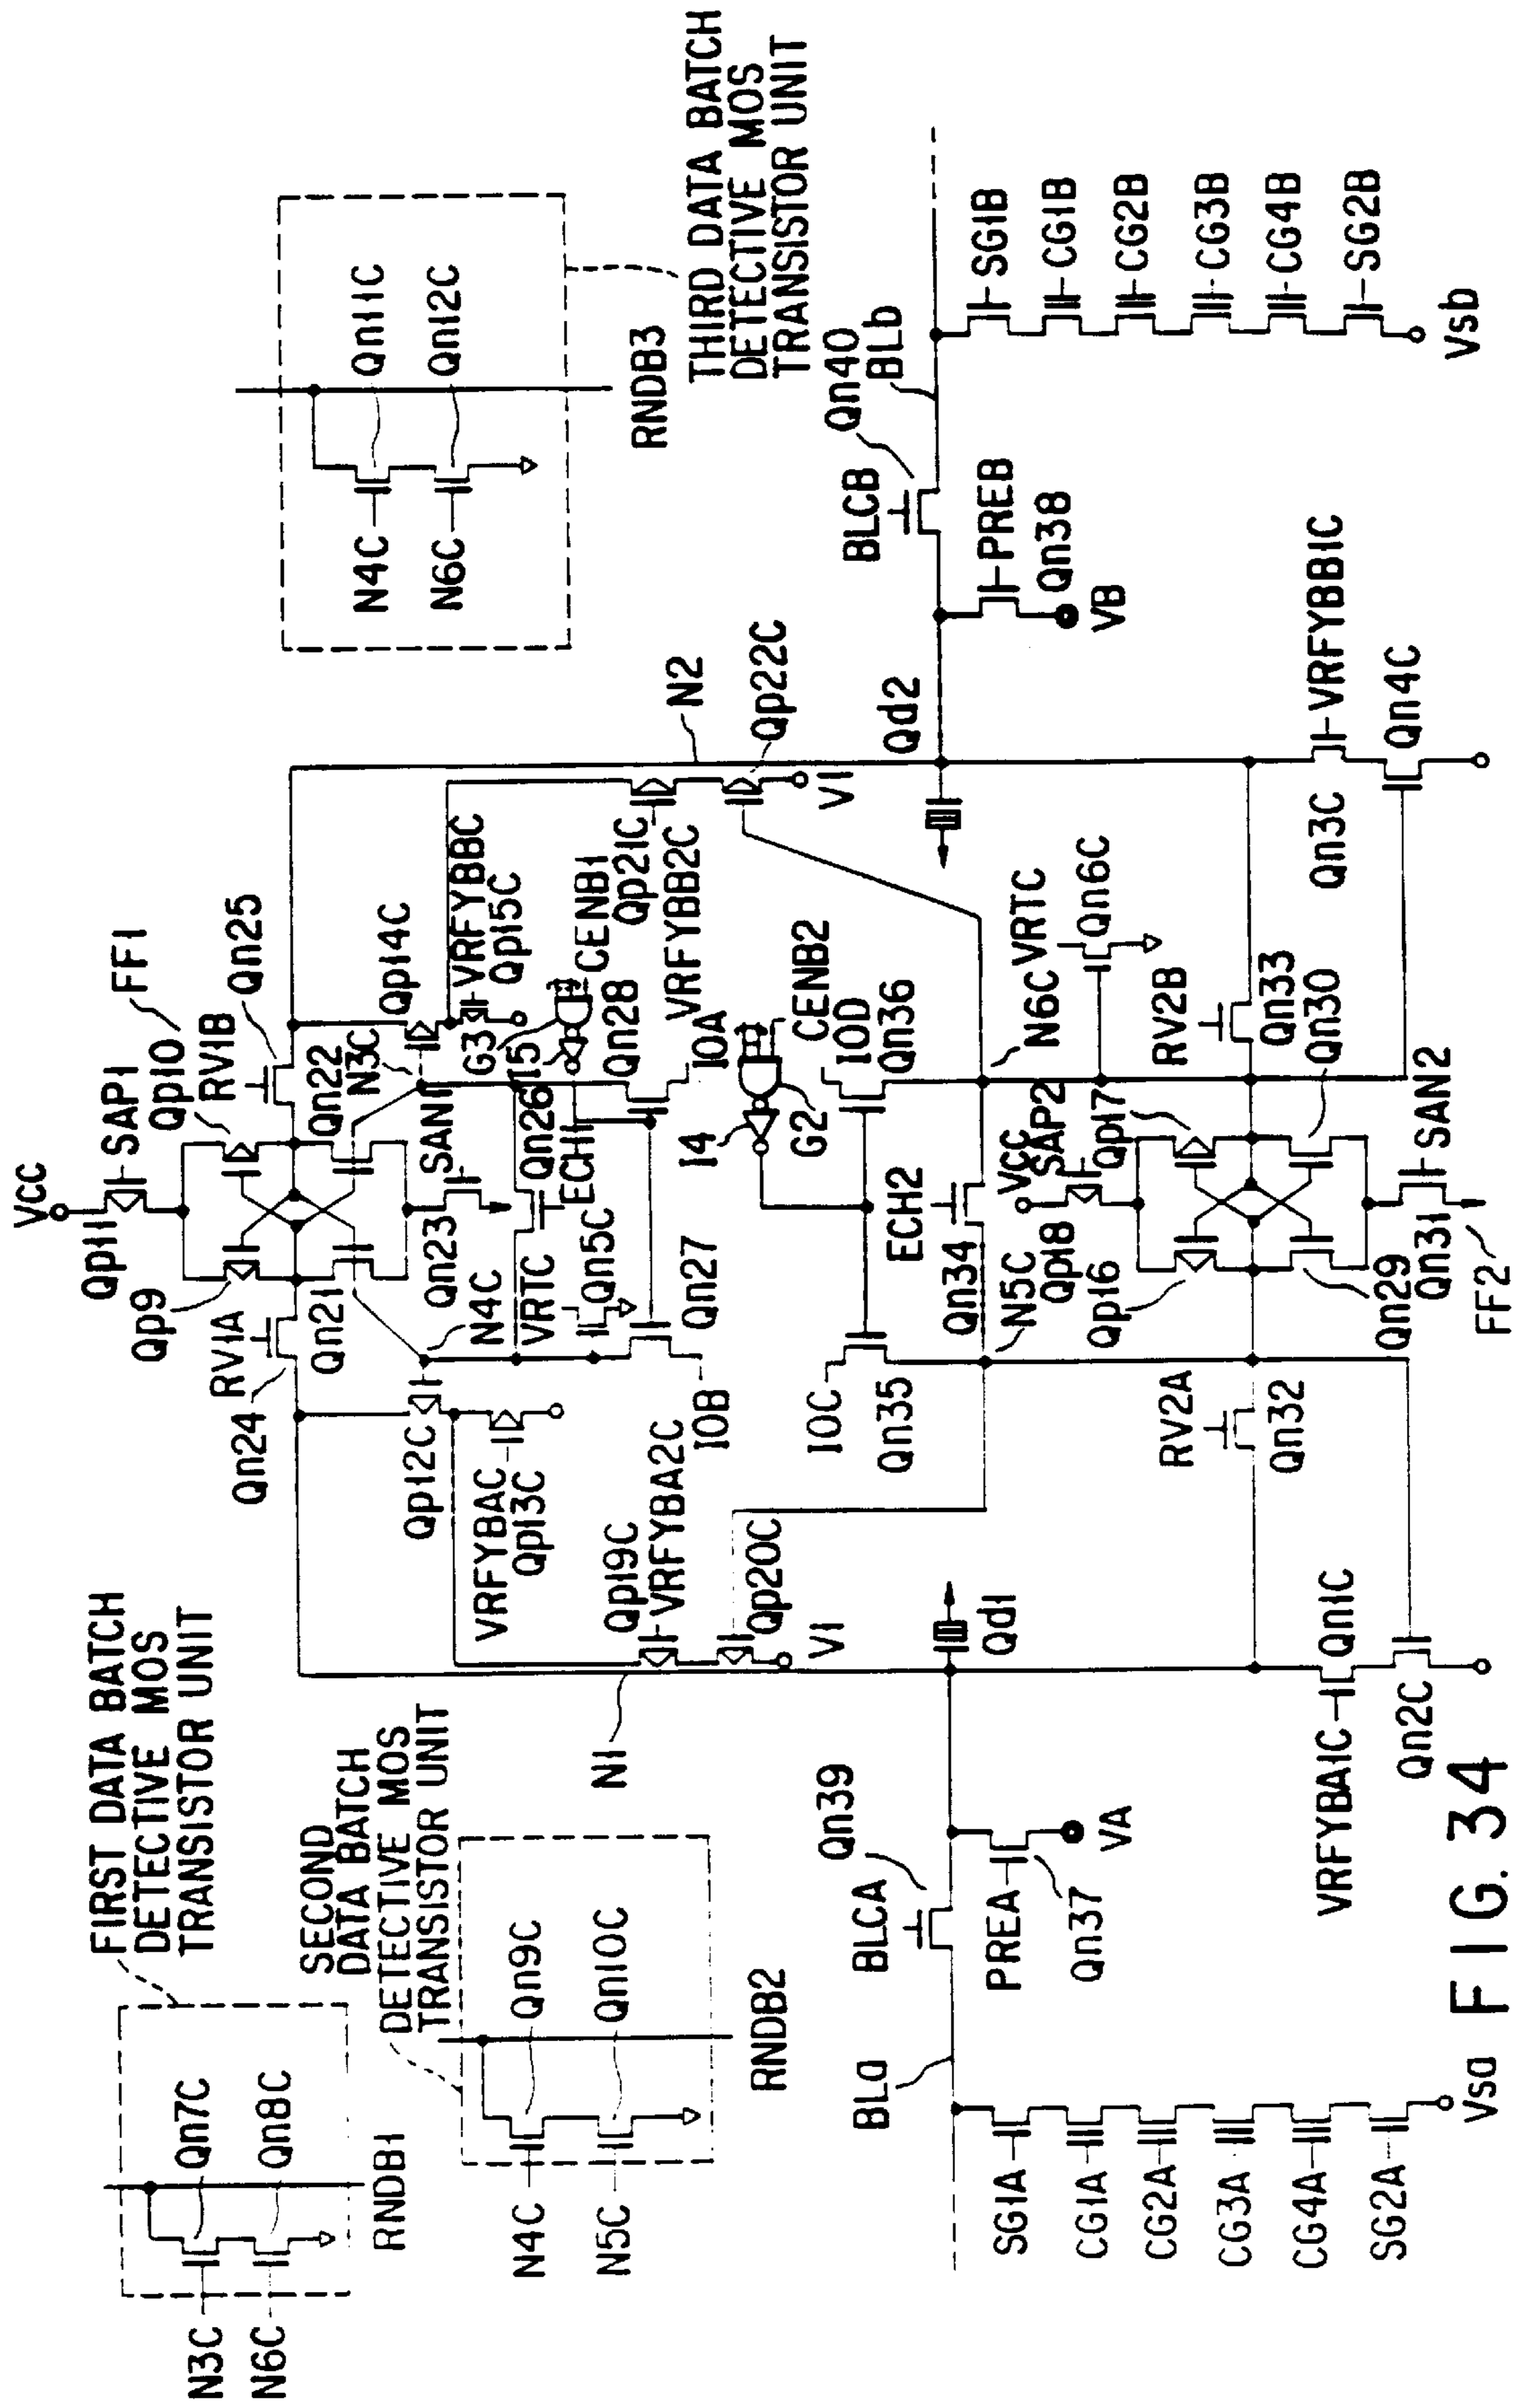 FIRST DATA BATCH
DETECTIVE MOS
TRANSISTOR UNIT
N3C
N6C
Qn7C
Qn8C
RNDB1
SECOND
DATA BATCH
DETECTIVE MOS
TRANSISTOR UNIT
N4C
N5C
Qn9C
Qn10C
RNDB2
THIRD DATA BATCH
DETECTIVE MOS
TRANSISTOR UNIT
N4C
N6C
Qn11C
Qn12C
RNDB3
VCC
Qp11
SAP1
FF1
Qp9
Qp10
RV1A
RV1B
Qn24
Qn25
Qn21
Qn22
N3C
Qn23
SAN1
N4C
Qp12C
Qp14C
VRFYBAC
Qp13C
VRFYBBC
Qp15C
VRTC
Qn5C
Qn26
ECH1
G3
I5
CENB1
Qn27
Qn28
IOB
IOA
Qp19C
VRFYBA2C
Qp20C
V1
Qp21C
VRFYBB2C
Qp22C
V1
N1
N2
I4
G2
CENB2
IOC
IOD
Qn35
Qn36
ECH2
Qn34
N5C
N6C
VRTC
Qn6C
BLa
BLCA
Qn39
PREA
Qn37
VA
Qd1
Qd2
BLCB
Qn40
BLb
PREB
Qn38
VB
VCC
SAP2
Qp18
Qp16
Qp17
RV2A
Qn32
RV2B
Qn33
Qn30
Qn29
Qn31
SAN2
FF2
VRFYBA1C
Qn1C
Qn2C
VRFYBB1C
Qn3C
Qn4C
SG1A
CG1A
CG2A
CG3A
CG4A
SG2A
Vsa
SG1B
CG1B
CG2B
CG3B
CG4B
SG2B
Vsb
FIG. 34